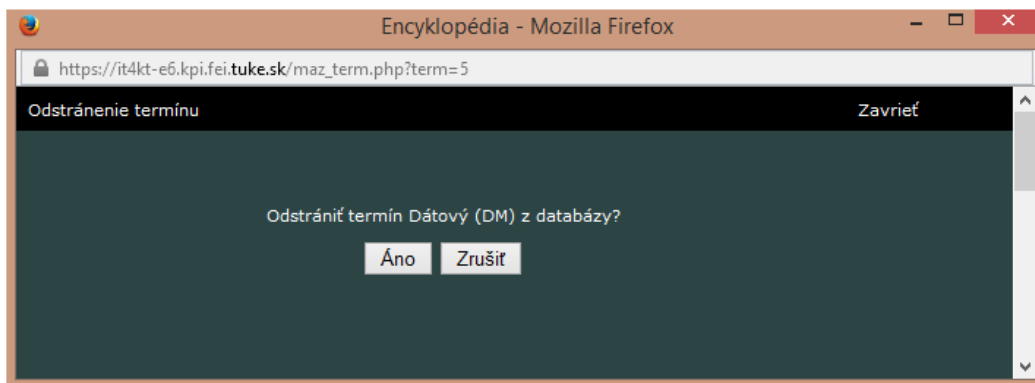 Encyklopédia - Mozilla Firefox
https://it4kt-e6.kpi.fei.tuke.sk/maz_term.php?term=5
Odstránenie termínu Zavrieť
Odstrániť termín Dátový (DM) z databázy?
Áno Zrušiť